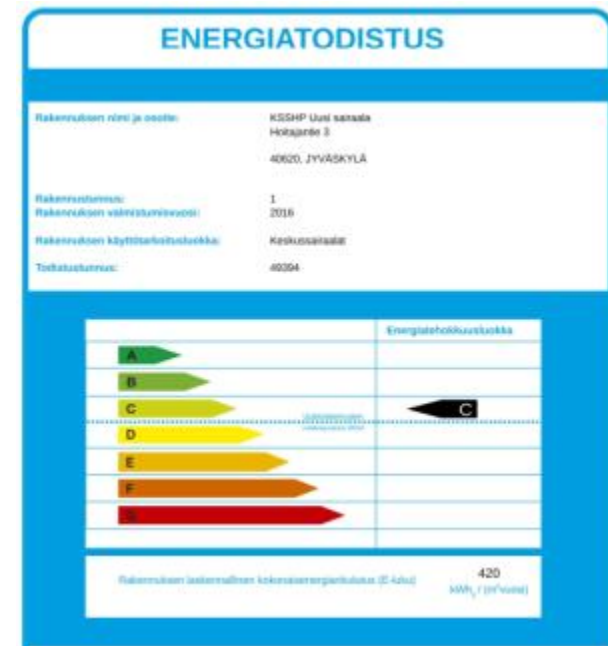 ENERGIATODISTUS
Rakennuksen nimi ja osoite:
KSSHP Uusi sairaala
Hoitajantie 3
40620, JYVÄSKYLÄ
Rakennustunnus:
1
Rakennuksen valmistumisvuosi:
2016
Rakennuksen käyttötarkoitusluokka:
Keskussairaalat
Todistustunnus:
49394
Energiatehokkuusluokka
A
B
C
C
D
E
F
G
Rakennuksen laskennallinen kokonaisenergiankulutus (E-luku)
420
kWh / (m²vuosi)